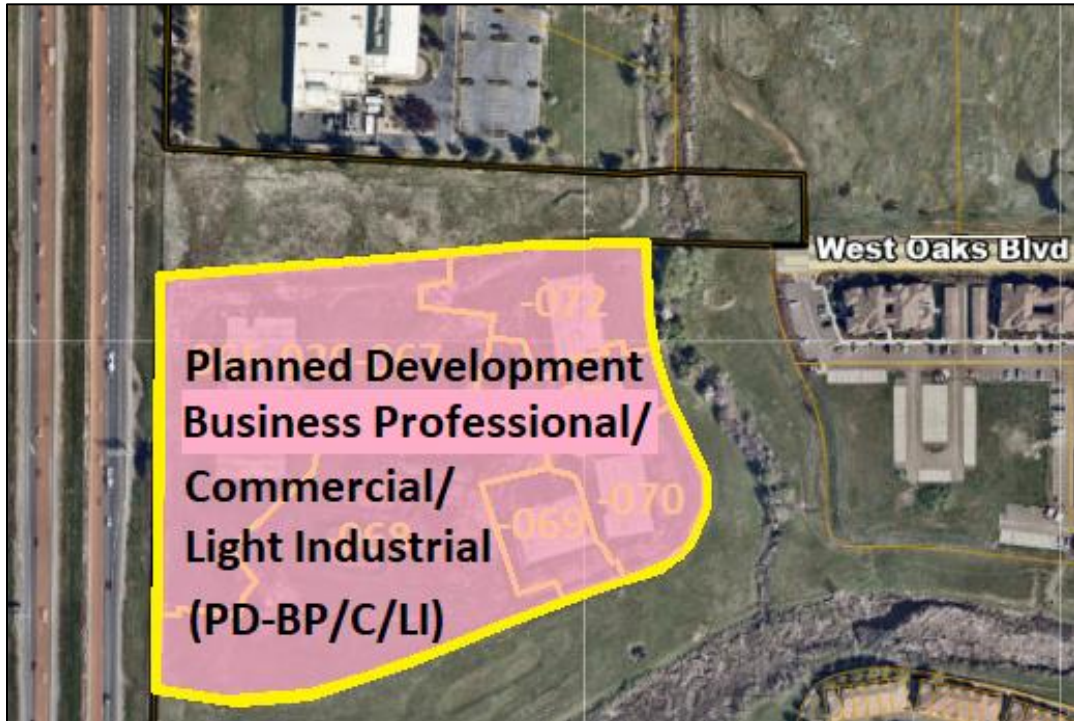 West Oaks Blvd
-072
Planned Development
Business Professional/
Commercial/
-070
-069
Light Industrial
(PD-BP/C/LI)